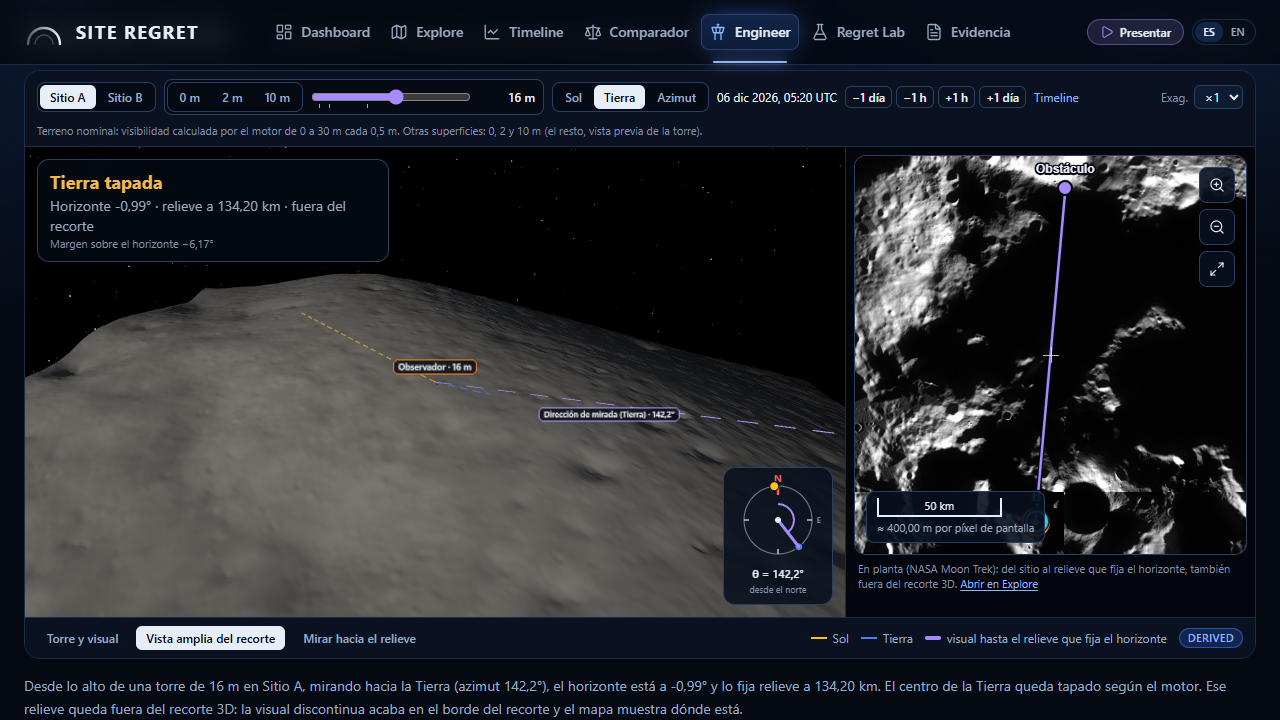 SITE REGRET
Dashboard
Explore
Timeline
Comparador
Engineer
Regret Lab
Evidencia
Presentar
ES
EN
Sitio A
Sitio B
0 m
2 m
10 m
16 m
Sol
Tierra
Azimut
06 dic 2026, 05:20 UTC
−1 día
−1 h
+1 h
+1 día
Timeline
Exag.
×1
Terreno nominal: visibilidad calculada por el motor de 0 a 30 m cada 0,5 m. Otras superficies: 0, 2 y 10 m (el resto, vista previa de la torre).
Tierra tapada
Horizonte -0,99° · relieve a 134,20 km · fuera del
recorte
Margen sobre el horizonte −6,17°
Observador · 16 m
Dirección de mirada (Tierra) · 142,2°
N
E
θ = 142,2°
desde el norte
Obstáculo
50 km
≈ 400,00 m por píxel de pantalla
En planta (NASA Moon Trek): del sitio al relieve que fija el horizonte, también
fuera del recorte 3D. Abrir en Explore
Torre y visual
Vista amplia del recorte
Mirar hacia el relieve
Sol
Tierra
visual hasta el relieve que fija el horizonte
DERIVED
Desde lo alto de una torre de 16 m en Sitio A, mirando hacia la Tierra (azimut 142,2°), el horizonte está a -0,99° y lo fija relieve a 134,20 km. El centro de la Tierra queda tapado según el motor. Ese
relieve queda fuera del recorte 3D: la visual discontinua acaba en el borde del recorte y el mapa muestra dónde está.